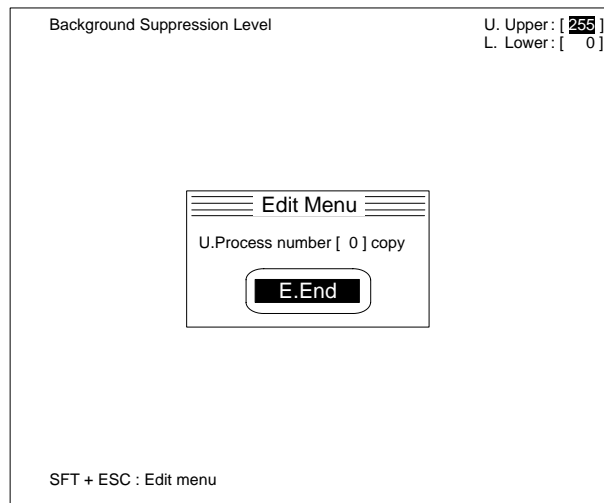 Background Suppression Level
U. Upper : [ 255 ]
L. Lower : [ 0 ]
Edit Menu
U.Process number [ 0 ] copy
E.End
SFT + ESC : Edit menu